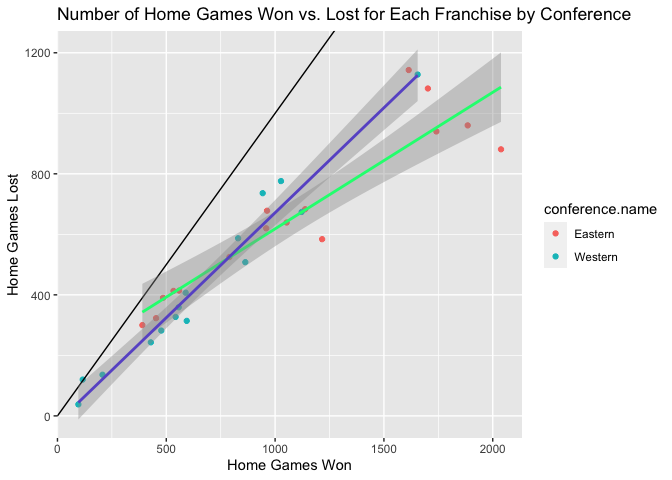 Number of Home Games Won vs. Lost for Each Franchise by Conference
1200
800
400
0
Home Games Lost
0 500 1000 1500 2000
Home Games Won
conference.name
Eastern
Western